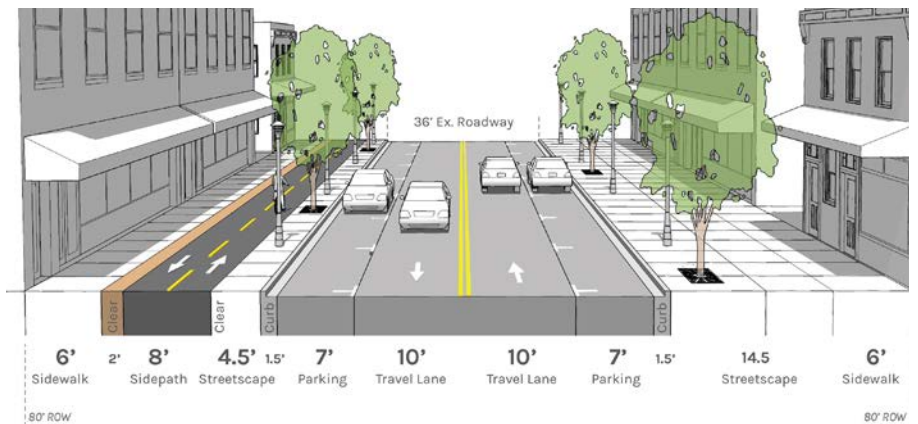 36' Ex. Roadway
Clear
Clear
Curb
Curb
6' 2' 8' 4.5' 1.5' 7' 10' 10' 7' 1.5' 14.5 6'
Sidewalk Sidepath Streetscape Parking Travel Lane Travel Lane Parking Streetscape Sidewalk
80' ROW 80' ROW